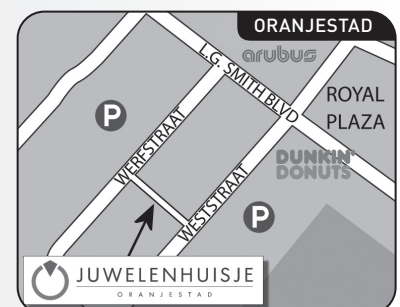 ORANJESTAD
arubus
L.G. SMITH BLVD
ROYAL
PLAZA
P
WERFSTRAAT
DUNKIN'
DONUTS
WESTSTRAAT
P
JUWELENHUISJE
ORANJESTAD